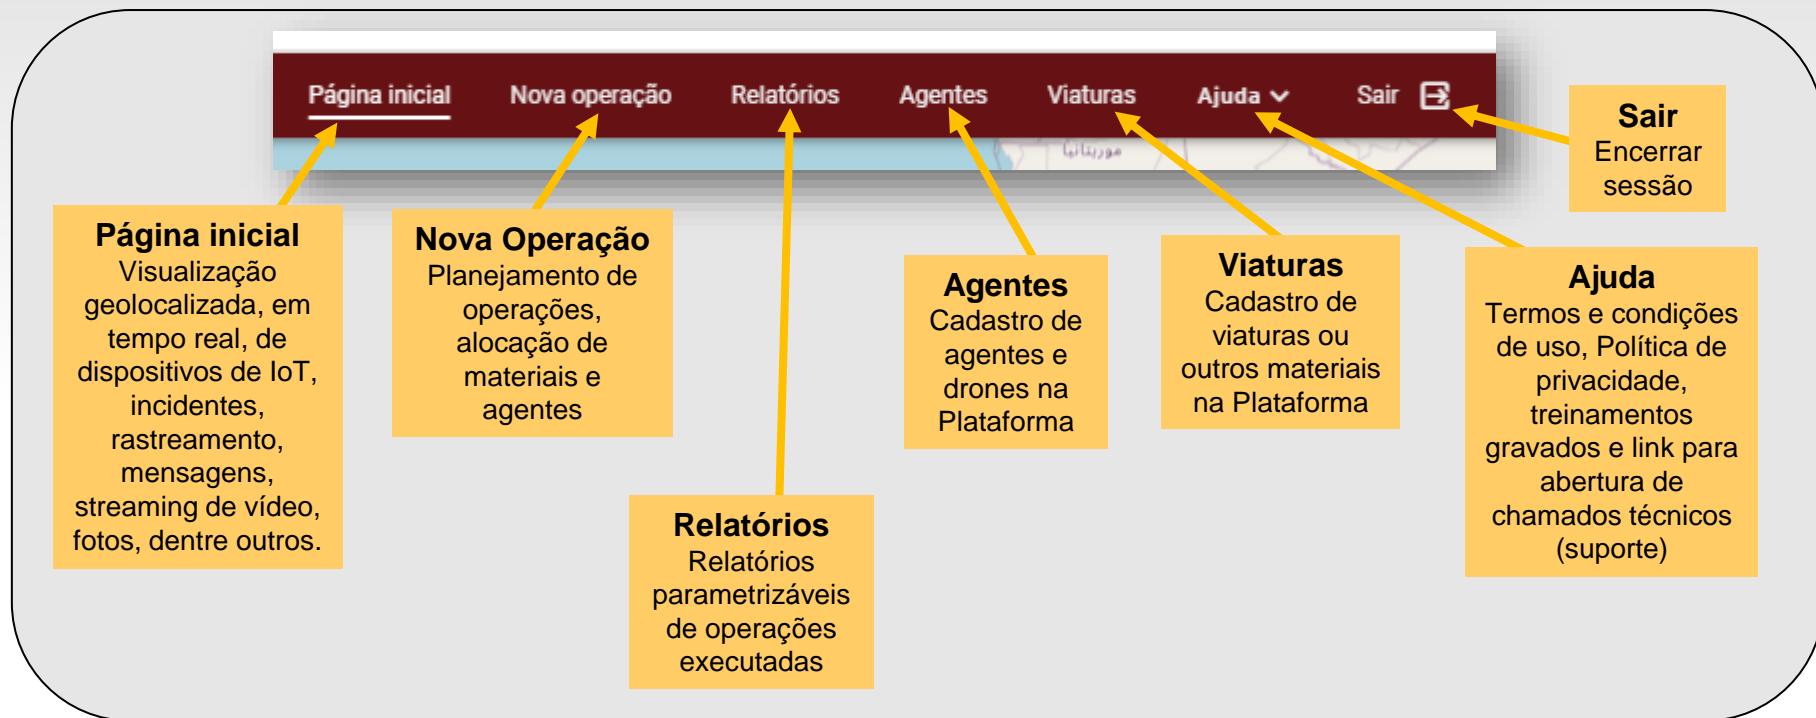 Página inicial Nova operação Relatórios Agentes Viaturas Ajuda Sair
موريتانيا
Sair
Encerrar
sessão
Página inicial
Visualização
geolocalizada, em
tempo real, de
dispositivos de IoT,
incidentes,
rastreamento,
mensagens,
streaming de vídeo,
fotos, dentre outros.
Nova Operação
Planejamento de
operações,
alocação de
materiais e
agentes
Relatórios
Relatórios
parametrizáveis
de operações
executadas
Agentes
Cadastro de
agentes e
drones na
Plataforma
Viaturas
Cadastro de
viaturas ou
outros materiais
na Plataforma
Ajuda
Termos e condições
de uso, Política de
privacidade,
treinamentos
gravados e link para
abertura de
chamados técnicos
(suporte)